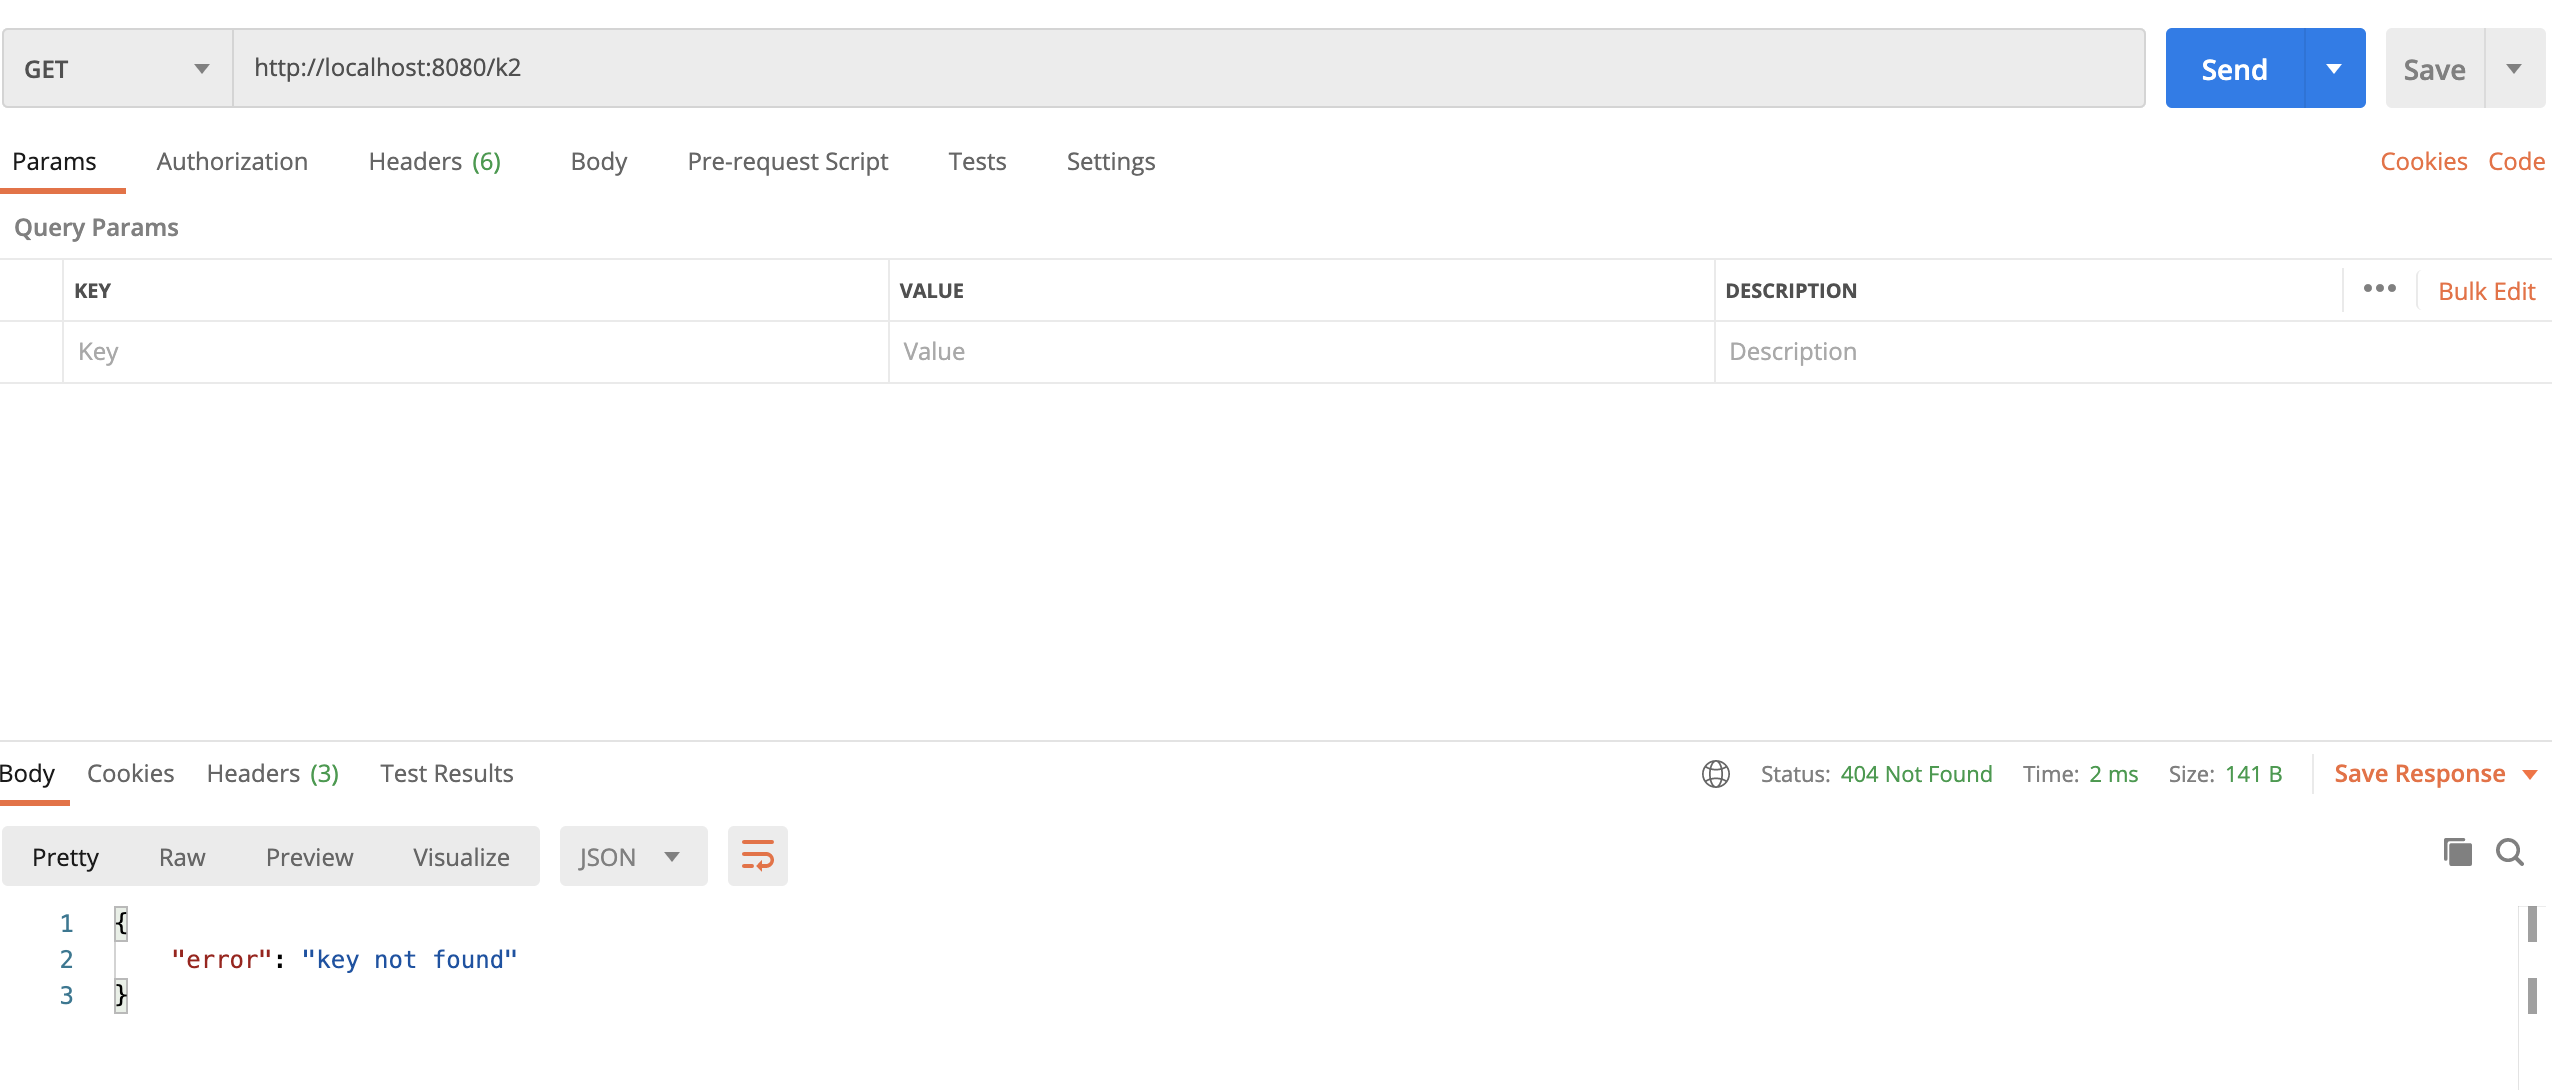 GET http://localhost:8080/k2 Send Save
Params Authorization Headers (6) Body Pre-request Script Tests Settings Cookies Code
Query Params
KEY VALUE DESCRIPTION ••• Bulk Edit
Key Value Description
Body Cookies Headers (3) Test Results Status: 404 Not Found Time: 2 ms Size: 141 B Save Response
Pretty Raw Preview Visualize JSON
1 {
2 "error": "key not found"
3 }